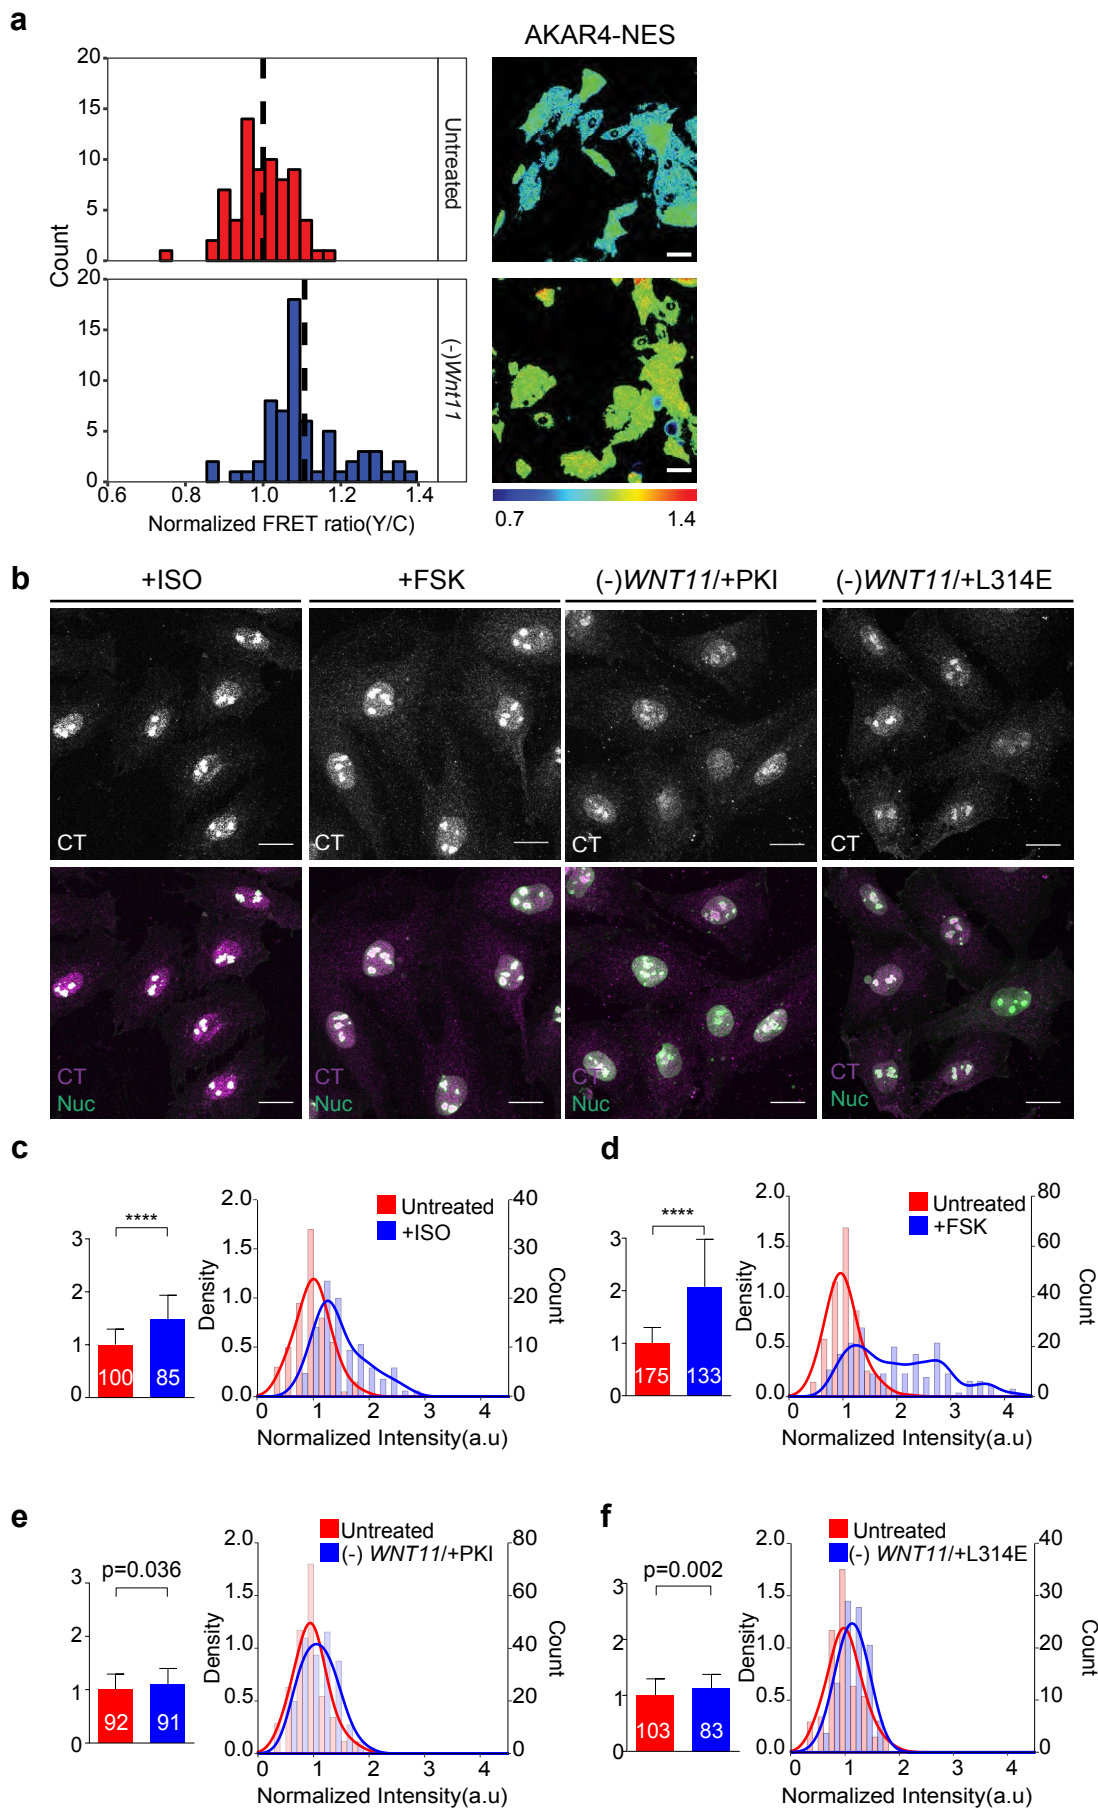 a
AKAR4-NES
20
15
10
5
0
Untreated
Count
20
15
10
5
0
(-)Wnt11
0.6 0.8 1.0 1.2 1.4
Normalized FRET ratio(Y/C)
0.7 1.4
b
+ISO +FSK (-)WNT11/+PKI (-)WNT11/+L314E
CT CT CT CT
CT CT CT CT
Nuc Nuc Nuc Nuc
c
****
3
2
1
0
100 85
2.0
1.5
1.0
0.5
0.0
Density
Untreated
+ISO
40
30
20
10
0
Count
0 1 2 3 4
Normalized Intensity(a.u)
d
****
3
2
1
0
175 133
2.0
1.5
1.0
0.5
0.0
Density
Untreated
+FSK
80
60
40
20
0
Count
0 1 2 3 4
Normalized Intensity(a.u)
e
p=0.036
3
2
1
0
92 91
2.0
1.5
1.0
0.5
0.0
Density
Untreated
(-) WNT11/+PKI
80
60
40
20
0
Count
0 1 2 3 4
Normalized Intensity(a.u)
f
p=0.002
3
2
1
0
103 83
2.0
1.5
1.0
0.5
0.0
Density
Untreated
(-) WNT11/+L314E
40
30
20
10
0
Count
0 1 2 3 4
Normalized Intensity(a.u)